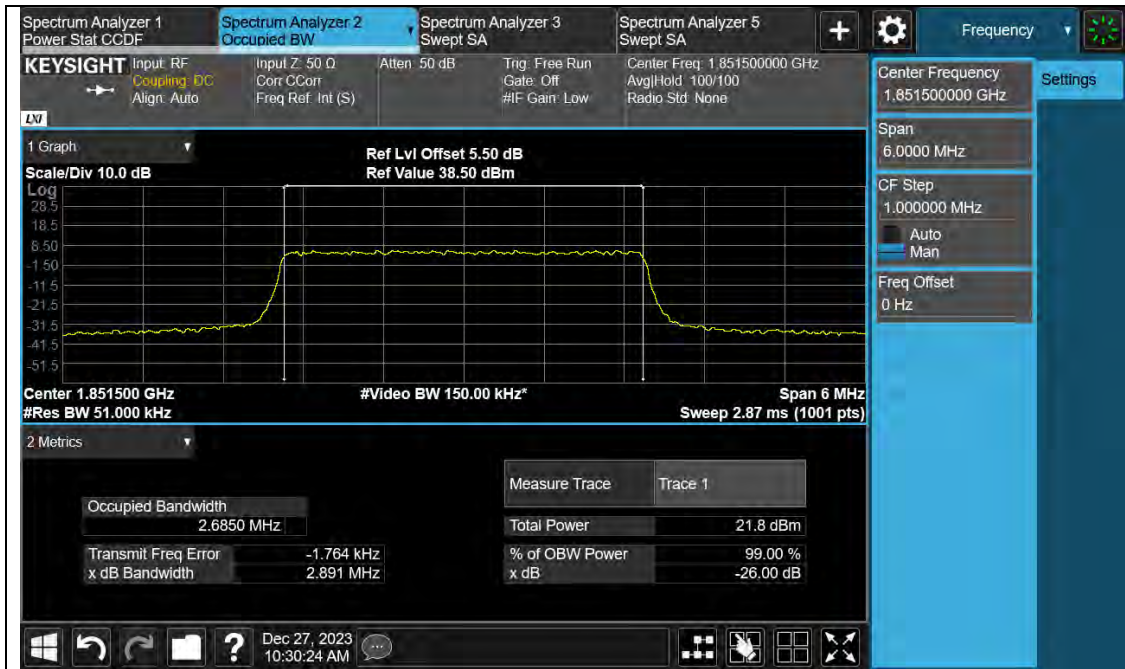 Spectrum Analyzer 1
Power Stat CCDF
Spectrum Analyzer 2
Occupied BW
Spectrum Analyzer 3
Swept SA
Spectrum Analyzer 5
Swept SA
+
Frequency
KEYSIGHT
Input: RF
Coupling: DC
Align: Auto
Input Z: 50 Ω
Corr CCorr
Freq Ref: Int (S)
Atten: 50 dB
Trig: Free Run
Gate: Off
#IF Gain: Low
Center Freq: 1.851500000 GHz
Avg|Hold: 100/100
Radio Std: None
LXI
Center Frequency
1.851500000 GHz
Settings
Span
6.0000 MHz
CF Step
1.000000 MHz
Auto
Man
Freq Offset
0 Hz
1 Graph
Scale/Div 10.0 dB
Ref Lvl Offset 5.50 dB
Ref Value 38.50 dBm
Log
28.5
18.5
8.50
-1.50
-11.5
-21.5
-31.5
-41.5
-51.5
Center 1.851500 GHz
#Video BW 150.00 kHz*
Span 6 MHz
#Res BW 51.000 kHz
Sweep 2.87 ms (1001 pts)
2 Metrics
Measure Trace
Trace 1
Occupied Bandwidth
2.6850 MHz
Total Power
21.8 dBm
Transmit Freq Error
-1.764 kHz
% of OBW Power
99.00 %
x dB Bandwidth
2.891 MHz
x dB
-26.00 dB
?
Dec 27, 2023
10:30:24 AM